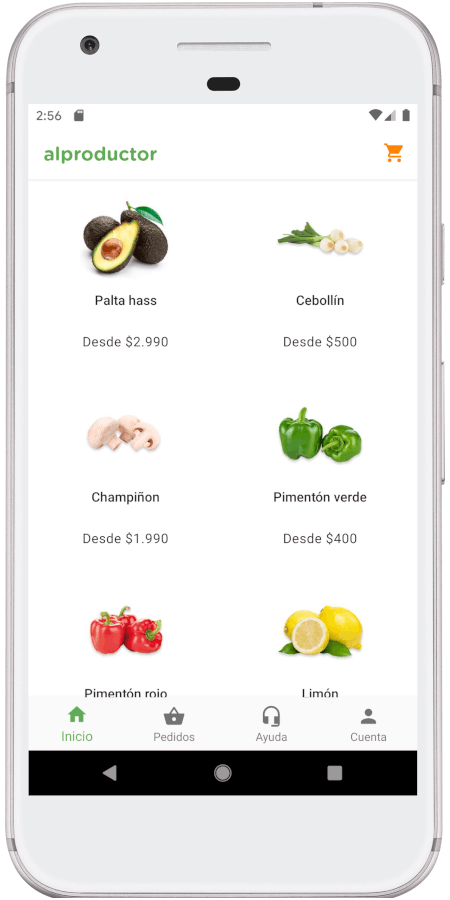 2:56
alproductor
Palta hass
Cebollín
Desde $2.990
Desde $500
Champiñon
Pimentón verde
Desde $1.990
Desde $400
Pimentón rojo
Limón
Inicio
Pedidos
Ayuda
Cuenta